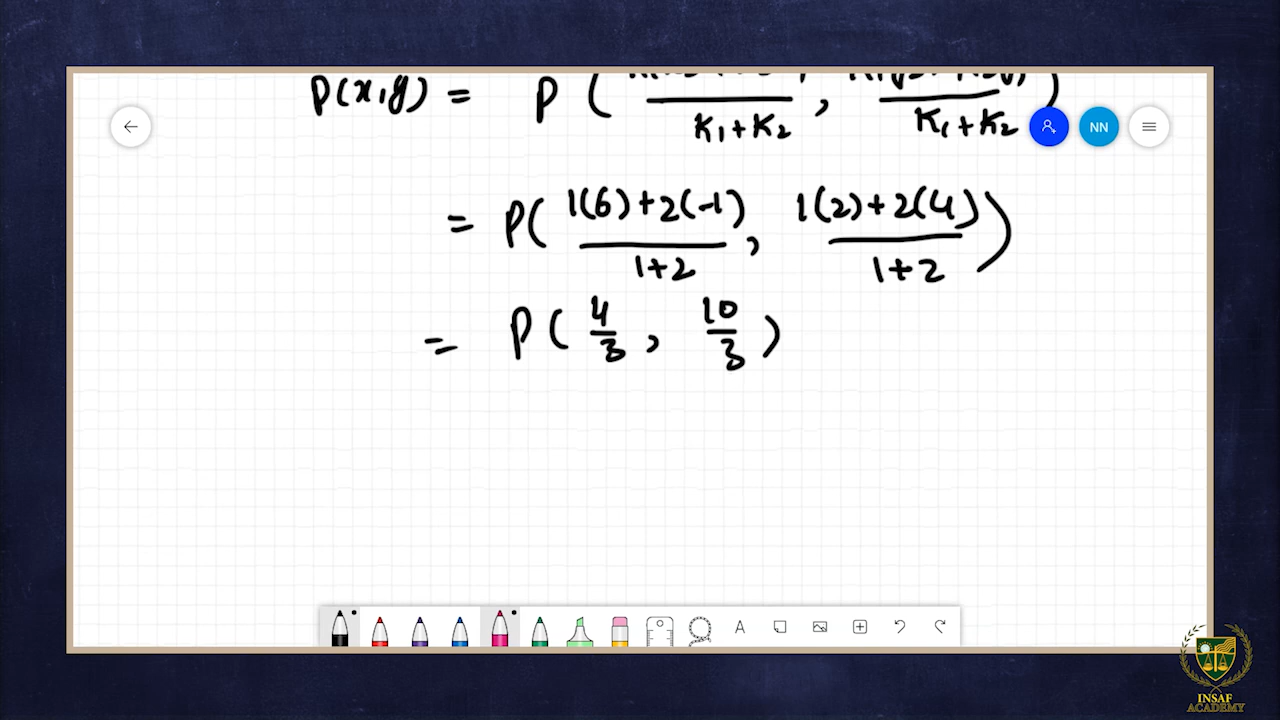 P(x,y) = P ( / K₁+K₂ , / K₁+K₂ )
NN
= P( 1(6)+2(-1) / 1+2 , 1(2)+2(4) / 1+2 )
= P( 4/3 , 10/3 )
A
INSAF
ACADEMY